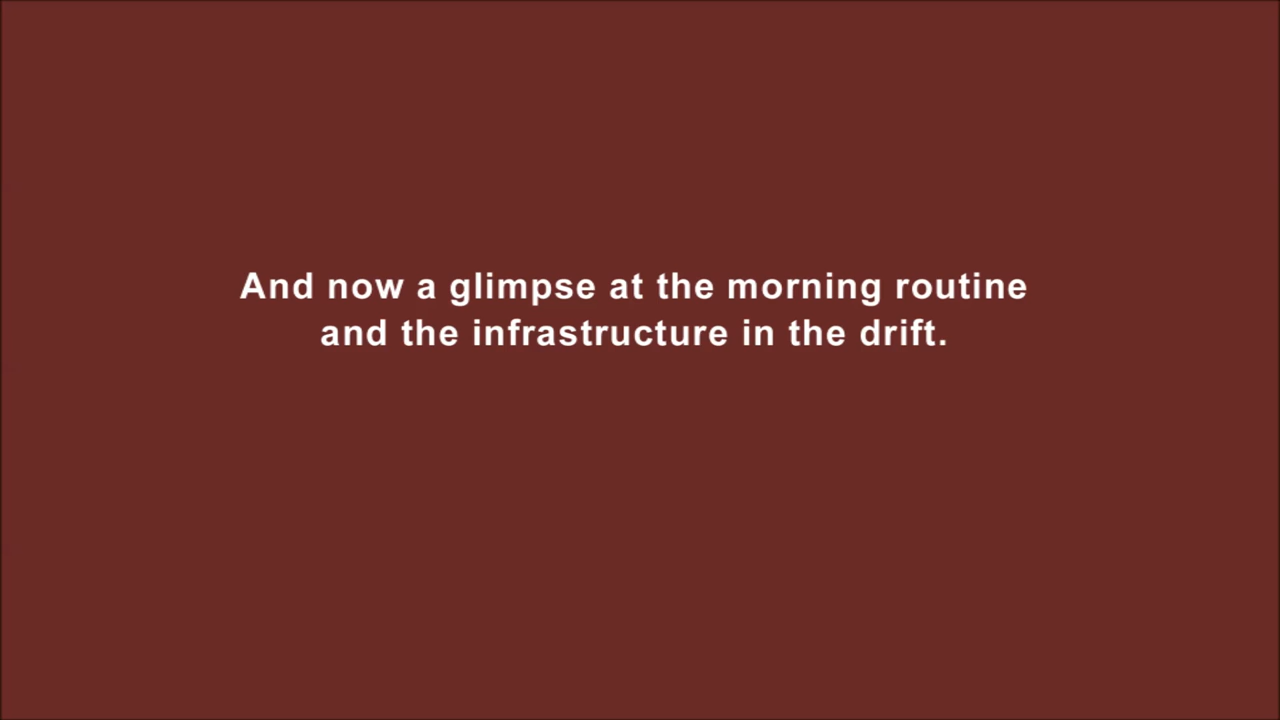 And now a glimpse at the morning routine
and the infrastructure in the drift.